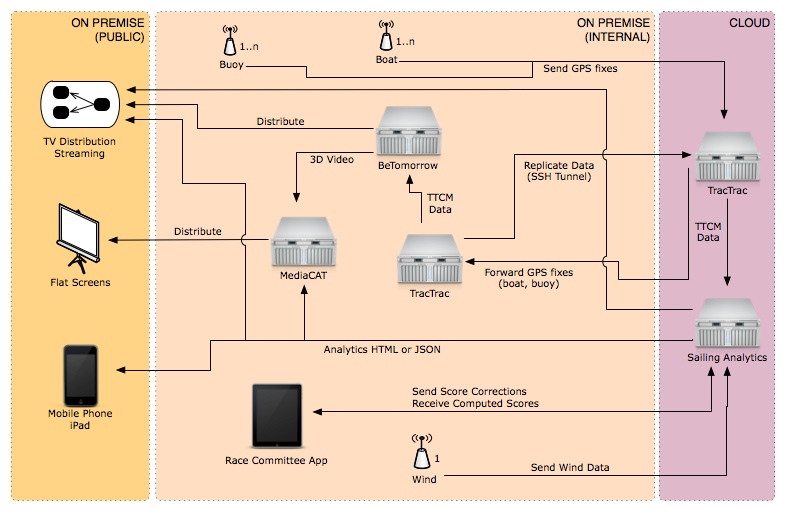 ON PREMISE
(PUBLIC)
ON PREMISE
(INTERNAL)
CLOUD
1..n
Buoy
1..n
Boat
Send GPS fixes
TV Distribution
Streaming
Distribute
BeTomorrow
3D Video
Replicate Data
(SSH Tunnel)
TracTrac
TTCM
Data
TTCM
Data
Distribute
MediaCAT
TracTrac
Forward GPS fixes
(boat, buoy)
Flat Screens
Analytics HTML or JSON
Sailing Analytics
Mobile Phone
iPad
Send Score Corrections
Receive Computed Scores
Race Committee App
1
Wind
Send Wind Data